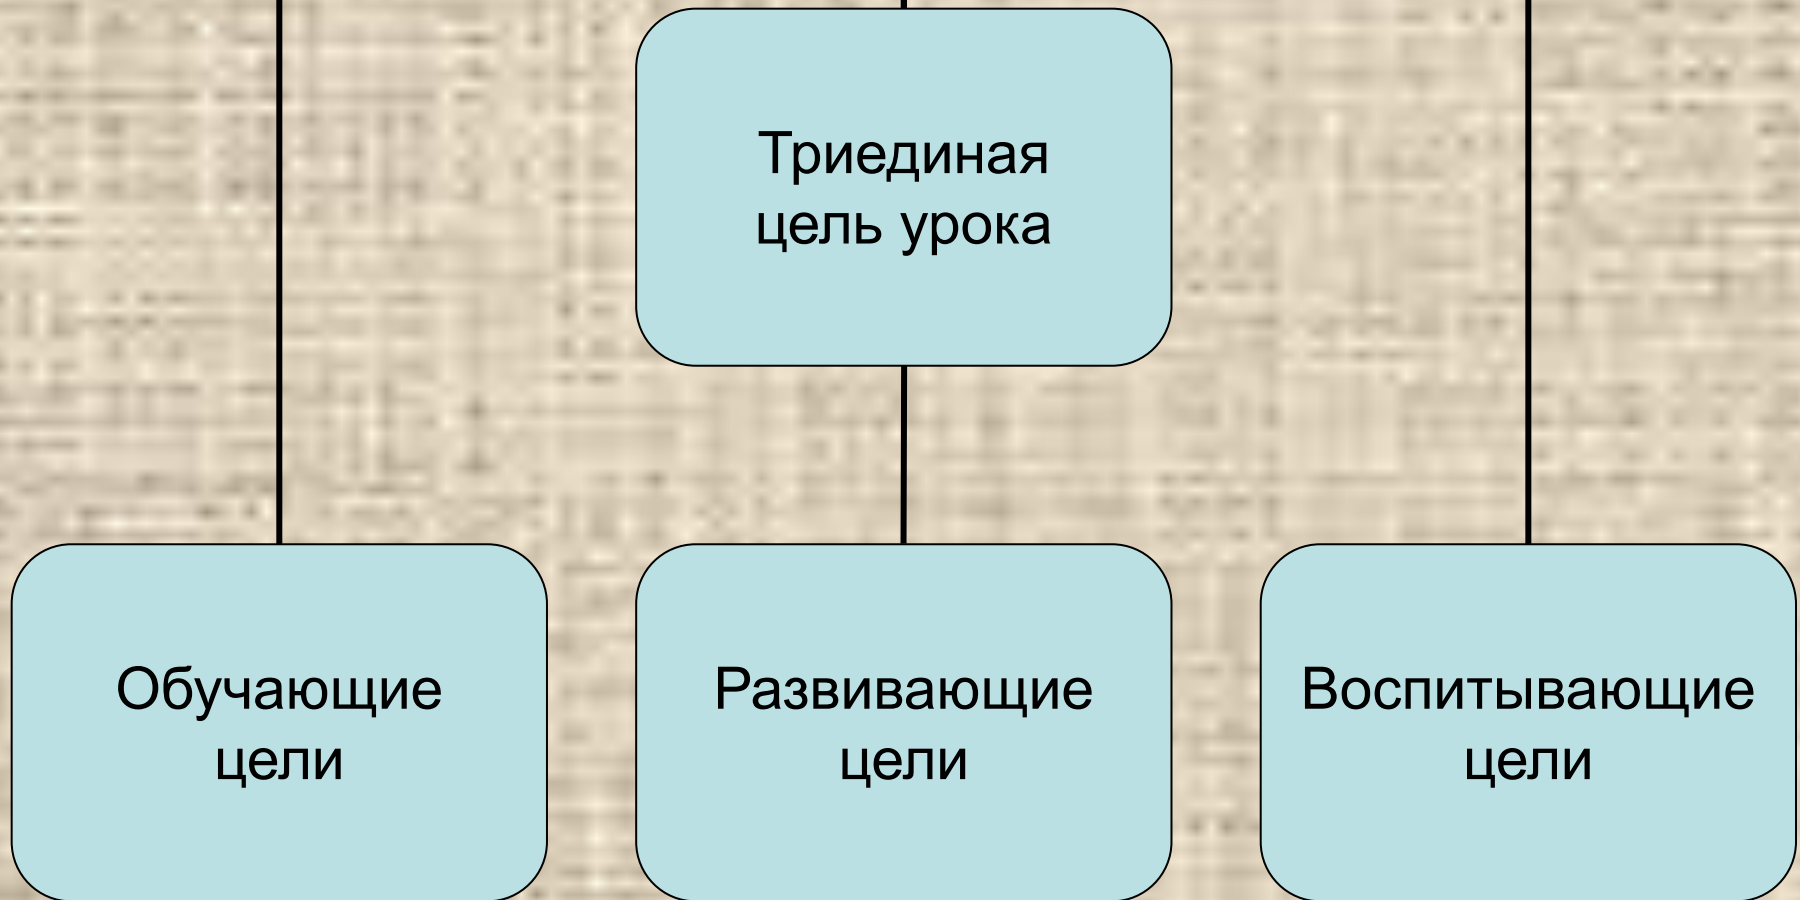 Триединая
цель урока
Обучающие
цели
Развивающие
цели
Воспитывающие
цели